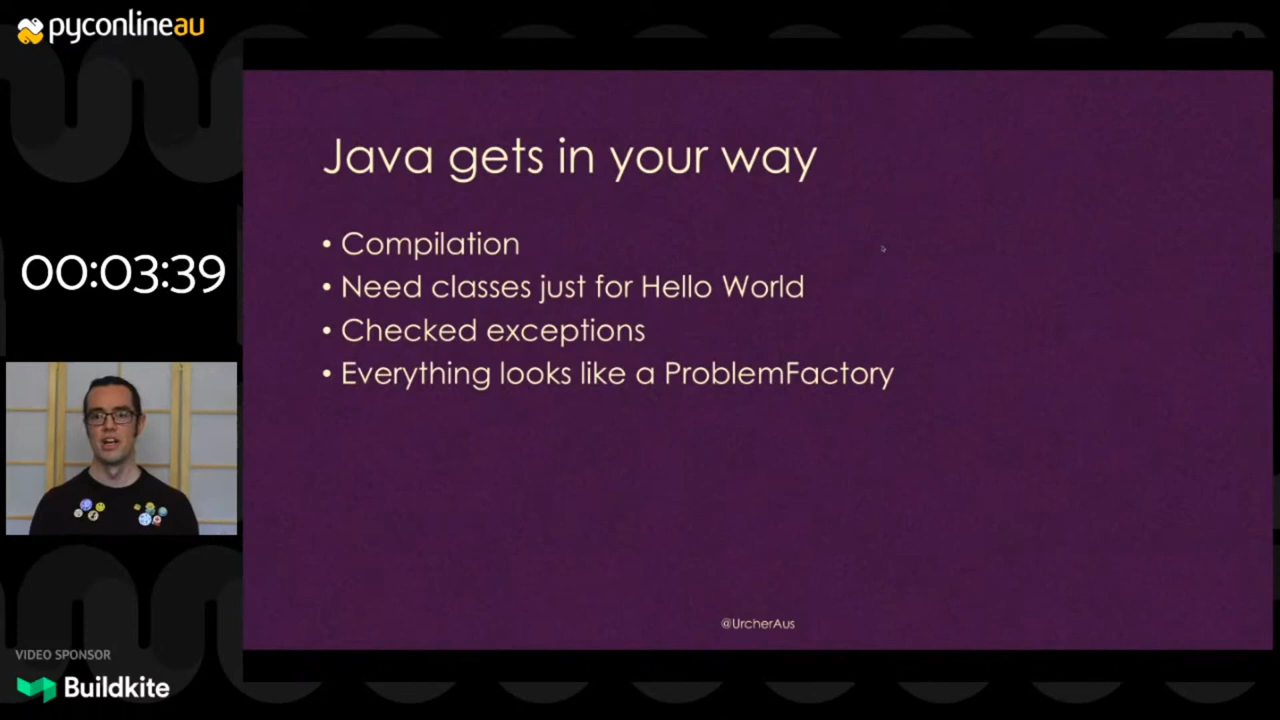 pyconlineau
Java gets in your way
• Compilation
• Need classes just for Hello World
• Checked exceptions
• Everything looks like a ProblemFactory
00:03:39
@UrcherAus
VIDEO SPONSOR
Buildkite